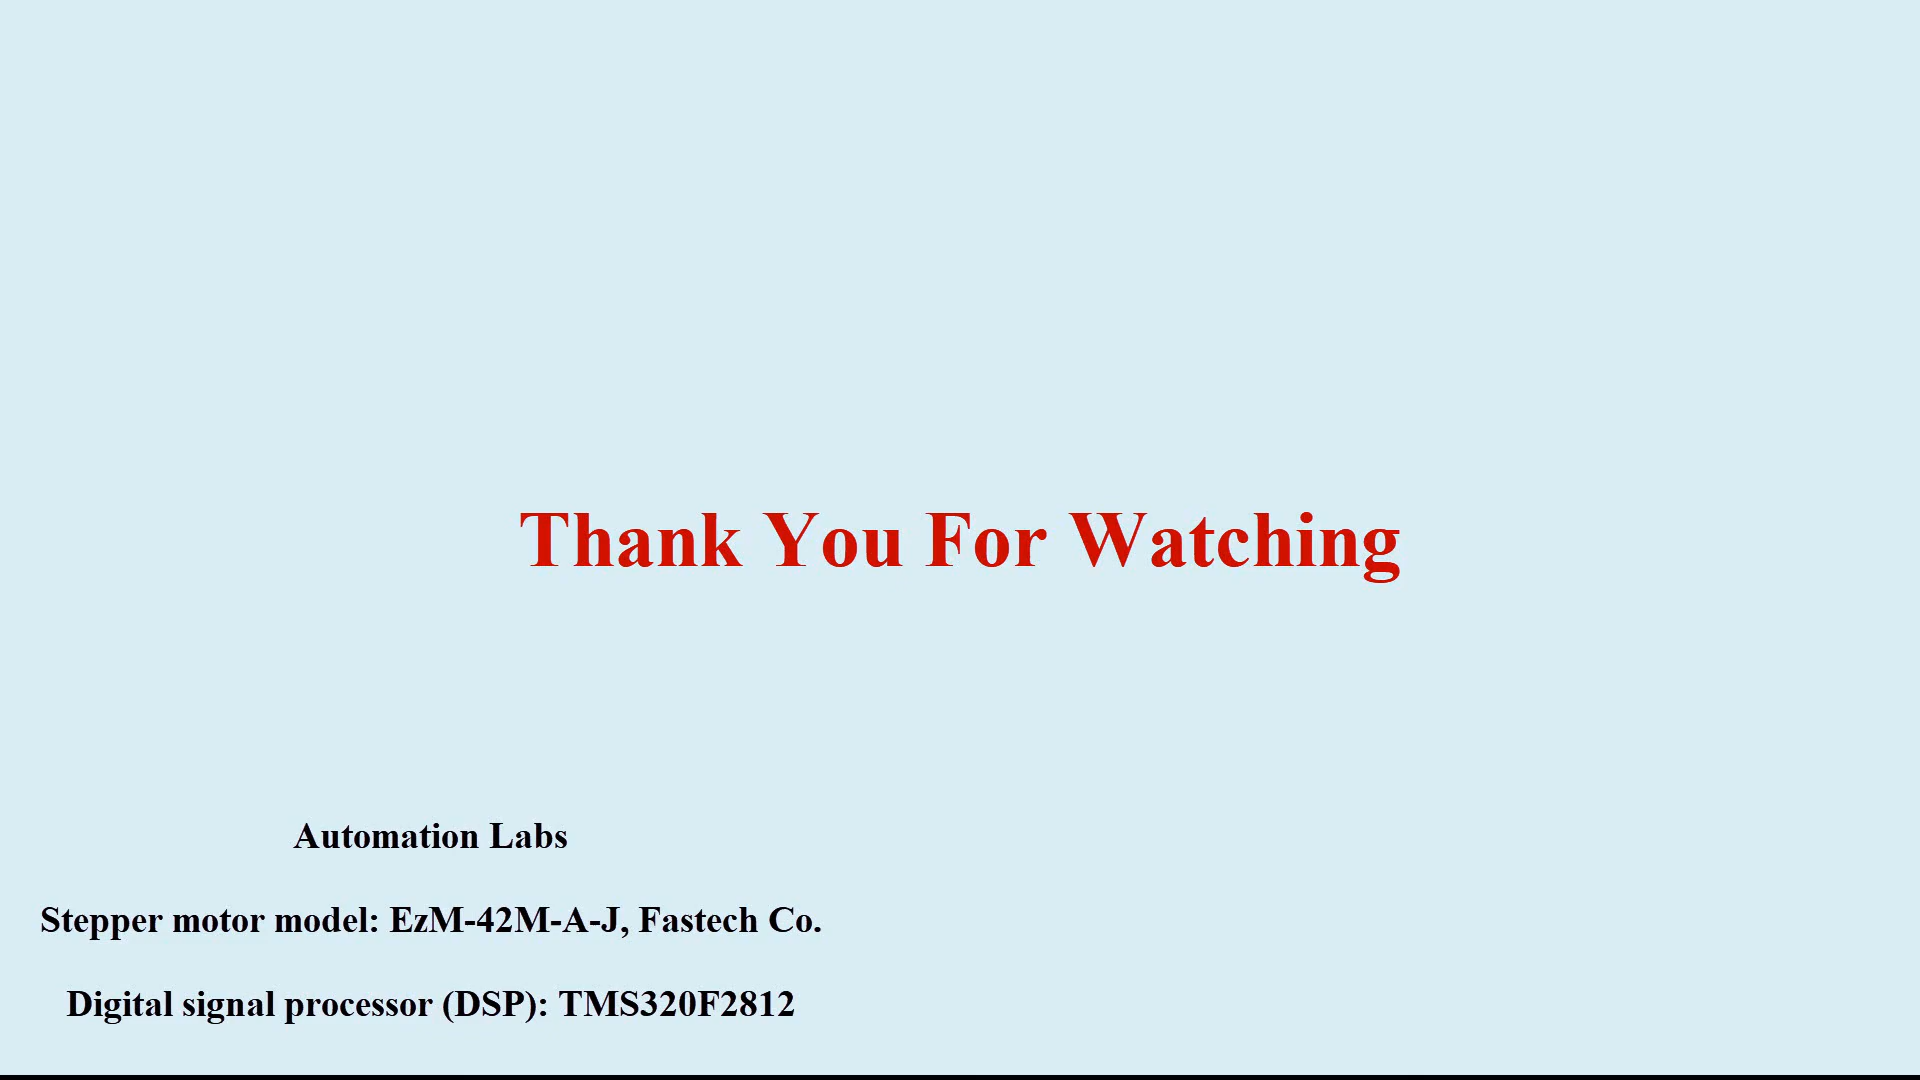 Thank You For Watching
Automation Labs
Stepper motor model: EzM-42M-A-J, Fastech Co.
Digital signal processor (DSP): TMS320F2812